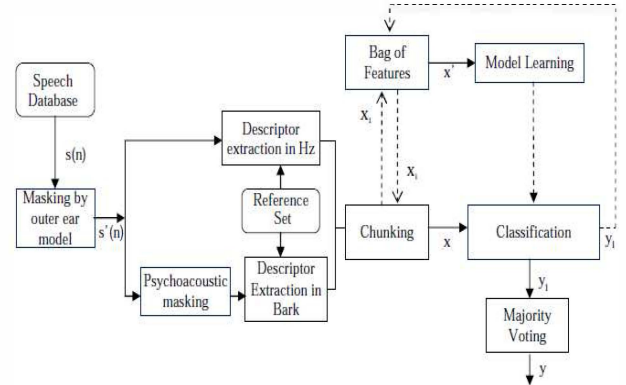 Speech
Database
s(n)
Masking by
outer ear
model
s'(n)
Descriptor
extraction in Hz
Reference
Set
Psychoacoustic
masking
Descriptor
Extraction in
Bark
Bag of
Features
x'
Model Learning
x₁
x₁
Chunking
x
Classification
y₁
y₁
Majority
Voting
y